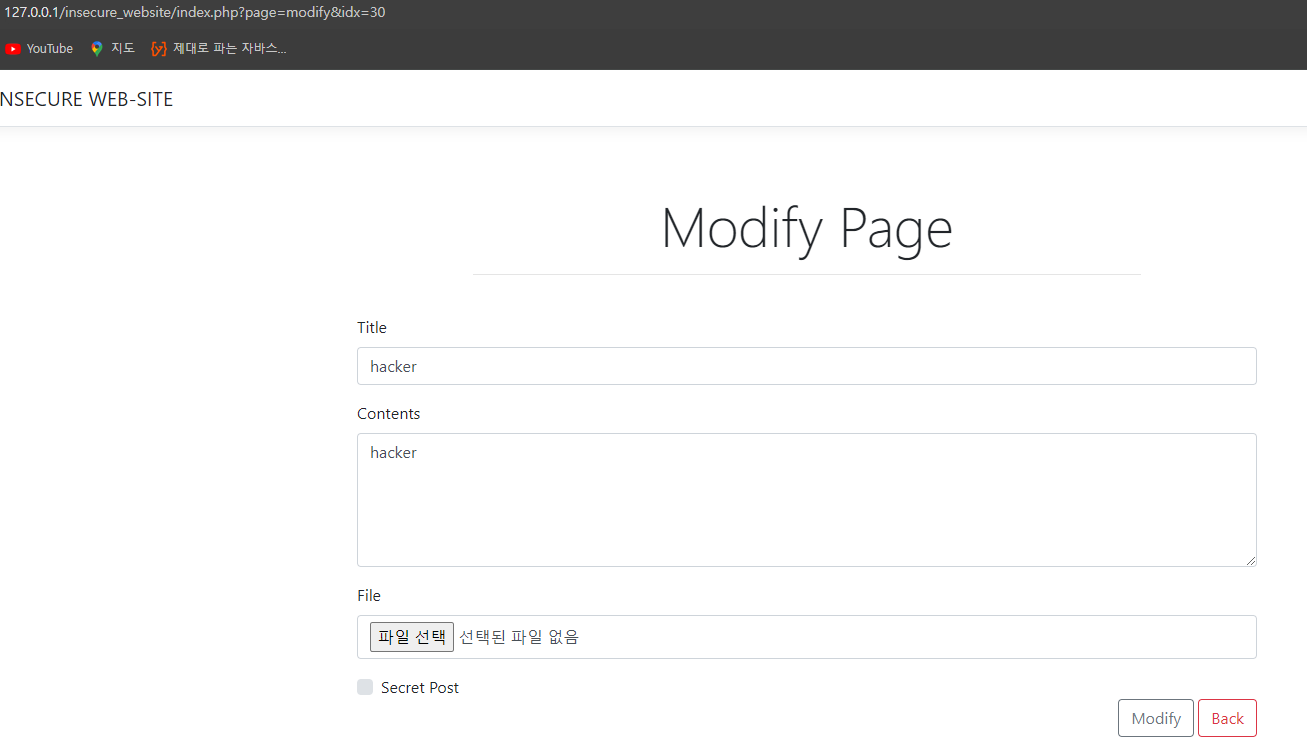 127.0.0.1/insecure_website/index.php?page=modify&idx=30
YouTube 지도 제대로 파는 자바스...
NSECURE WEB-SITE
Modify Page
Title
hacker
Contents
hacker
File
파일 선택 선택된 파일 없음
Secret Post
Modify Back